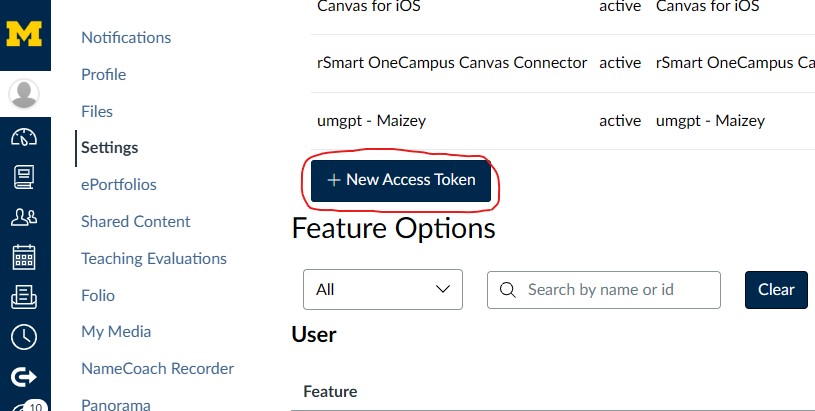 M
Notifications
Profile
Files
Settings
ePortfolios
Shared Content
Teaching Evaluations
Folio
My Media
NameCoach Recorder
Panorama
10
Canvas for iOS active Canvas for iOS
rSmart OneCampus Canvas Connector active rSmart OneCampus Ca
umgpt - Maizey active umgpt - Maizey
+ New Access Token
Feature Options
All
Search by name or id
Clear
User
Feature